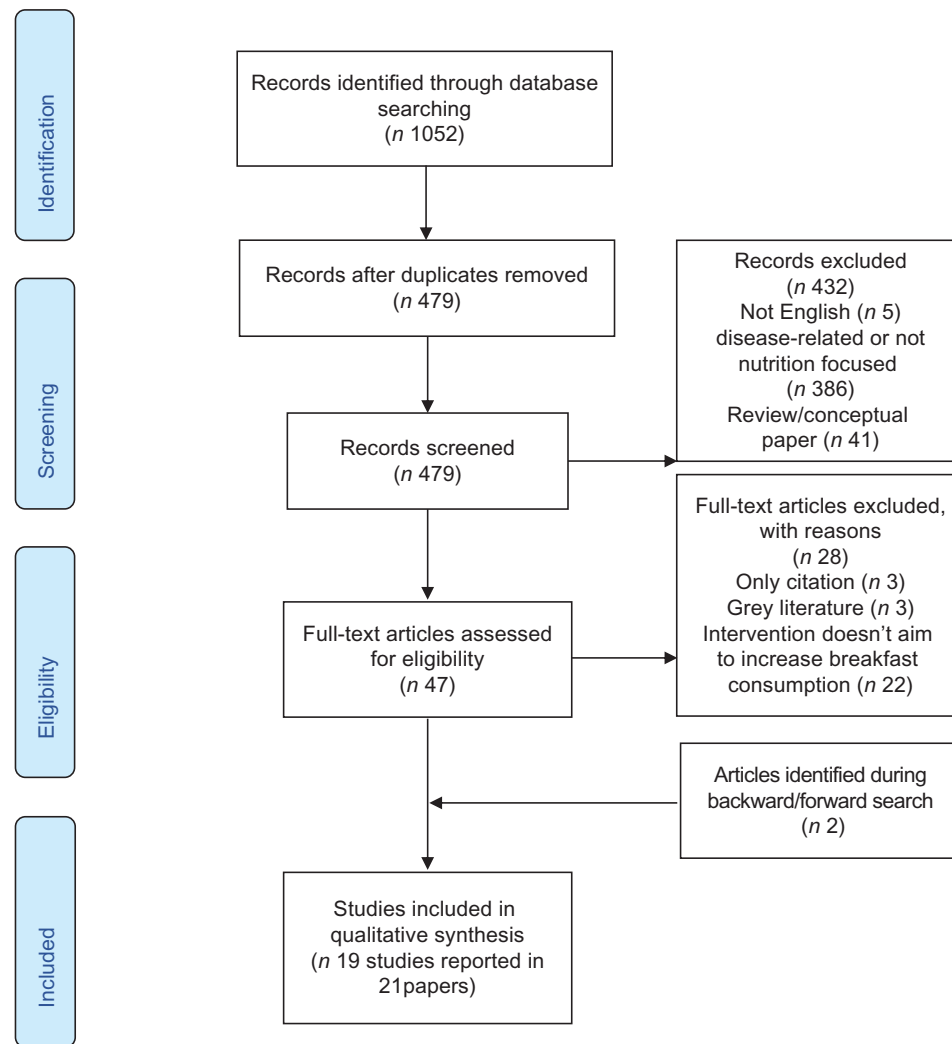 Identification
Records identified through database
searching
(n 1052)
Records after duplicates removed
(n 479)
Records excluded
(n 432)
Not English (n 5)
disease-related or not
nutrition focused
(n 386)
Review/conceptual
paper (n 41)
Screening
Records screened
(n 479)
Full-text articles excluded,
with reasons
(n 28)
Only citation (n 3)
Grey literature (n 3)
Intervention doesn't aim
to increase breakfast
consumption (n 22)
Eligibility
Full-text articles assessed
for eligibility
(n 47)
Articles identified during
backward/forward search
(n 2)
Included
Studies included in
qualitative synthesis
(n 19 studies reported in
21papers)